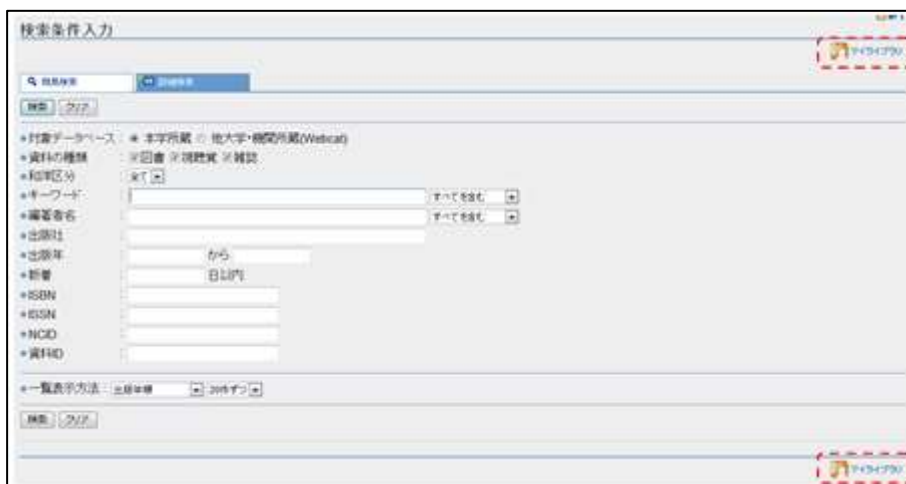 検索条件入力
マイライブラリ
簡易検索 詳細検索
検索 クリア
対象データベース : 本学所蔵 他大学・機関所蔵(Webcat)
資料の種類 : 図書 視聴覚 雑誌
和洋区分 : 全て
キーワード : すべてを含む
編著者名 : すべてを含む
出版社 :
出版年 : から
新着 : 日以内
ISBN :
ISSN :
NCID :
資料ID :
一覧表示方法 : 出版年順 20件ずつ
検索 クリア
マイライブラリ